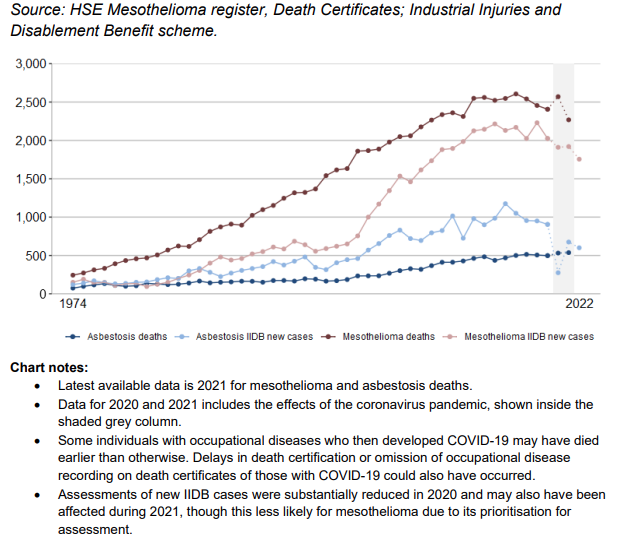 Source: HSE Mesothelioma register, Death Certificates; Industrial Injuries and
Disablement Benefit scheme.
3,000
2,500
2,000
1,500
1,000
500
0
1974
2022
Asbestosis deaths
Asbestosis IIDB new cases
Mesothelioma deaths
Mesothelioma IIDB new cases
Chart notes:
• Latest available data is 2021 for mesothelioma and asbestosis deaths.
• Data for 2020 and 2021 includes the effects of the coronavirus pandemic, shown inside the
shaded grey column.
• Some individuals with occupational diseases who then developed COVID-19 may have died
earlier than otherwise. Delays in death certification or omission of occupational disease
recording on death certificates of those with COVID-19 could also have occurred.
• Assessments of new IIDB cases were substantially reduced in 2020 and may also have been
affected during 2021, though this less likely for mesothelioma due to its prioritisation for
assessment.